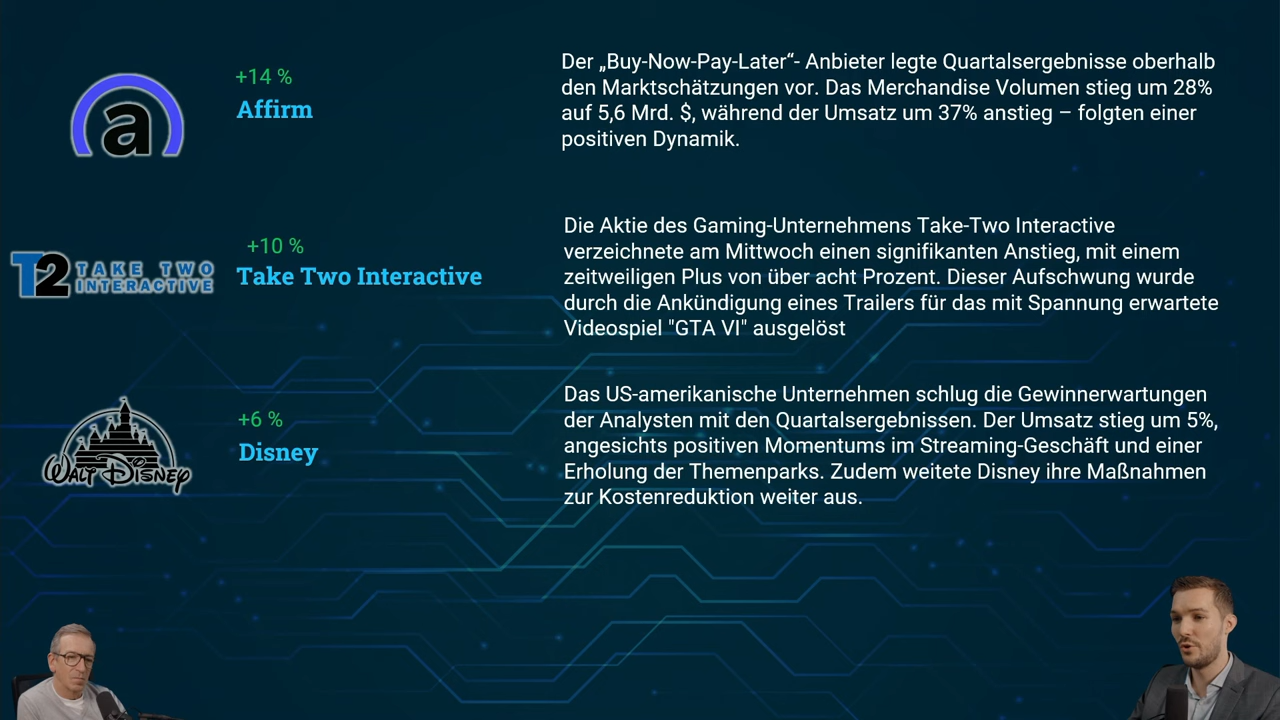 +14 %
Affirm
a
Der „Buy-Now-Pay-Later“- Anbieter legte Quartalsergebnisse oberhalb
den Marktschätzungen vor. Das Merchandise Volumen stieg um 28%
auf 5,6 Mrd. $, während der Umsatz um 37% anstieg – folgten einer
positiven Dynamik.
+10 %
Take Two Interactive
T2 TAKE TWO
INTERACTIVE
Die Aktie des Gaming-Unternehmens Take-Two Interactive
verzeichnete am Mittwoch einen signifikanten Anstieg, mit einem
zeitweiligen Plus von über acht Prozent. Dieser Aufschwung wurde
durch die Ankündigung eines Trailers für das mit Spannung erwartete
Videospiel "GTA VI" ausgelöst
+6 %
Disney
WALT DISNEY
Das US-amerikanische Unternehmen schlug die Gewinnerwartungen
der Analysten mit den Quartalsergebnissen. Der Umsatz stieg um 5%,
angesichts positiven Momentums im Streaming-Geschäft und einer
Erholung der Themenparks. Zudem weitete Disney ihre Maßnahmen
zur Kostenreduktion weiter aus.